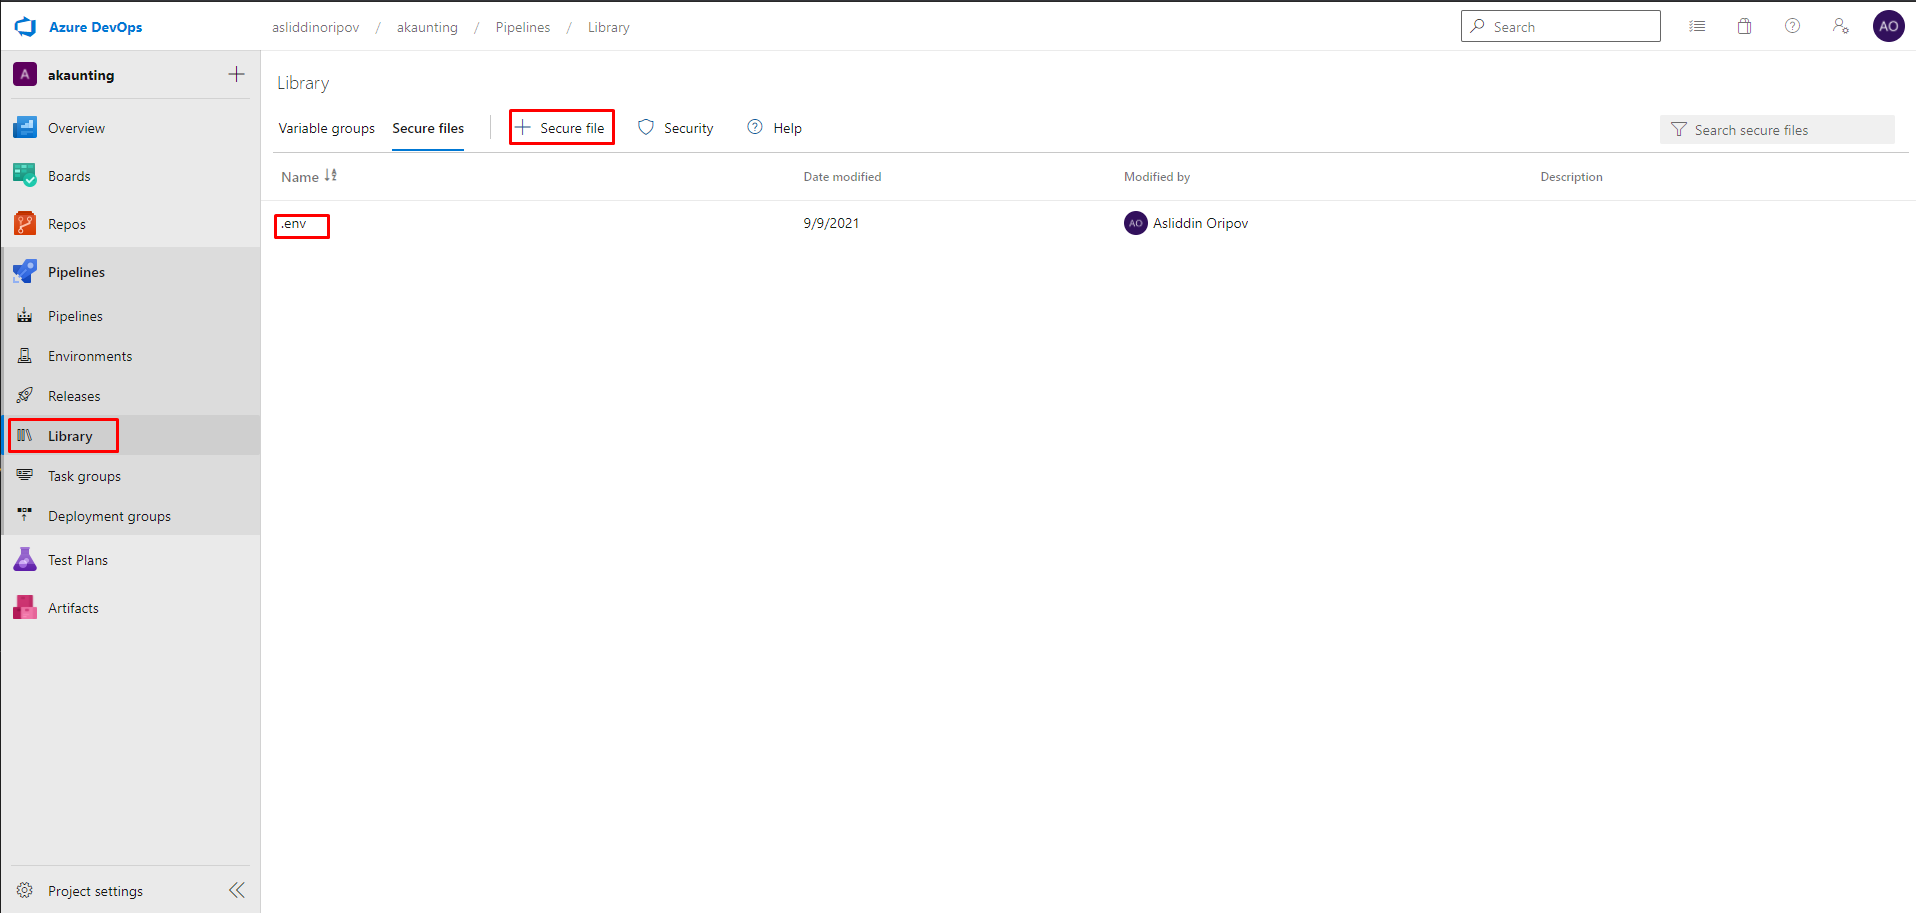 Azure DevOps
asliddinoripov / akaunting / Pipelines / Library
Search
AO
A akaunting
Overview
Boards
Repos
Pipelines
Pipelines
Environments
Releases
Library
Task groups
Deployment groups
Test Plans
Artifacts
Project settings
Library
Variable groups Secure files Secure file Security Help
Search secure files
Name Date modified Modified by Description
.env 9/9/2021 AO Asliddin Oripov